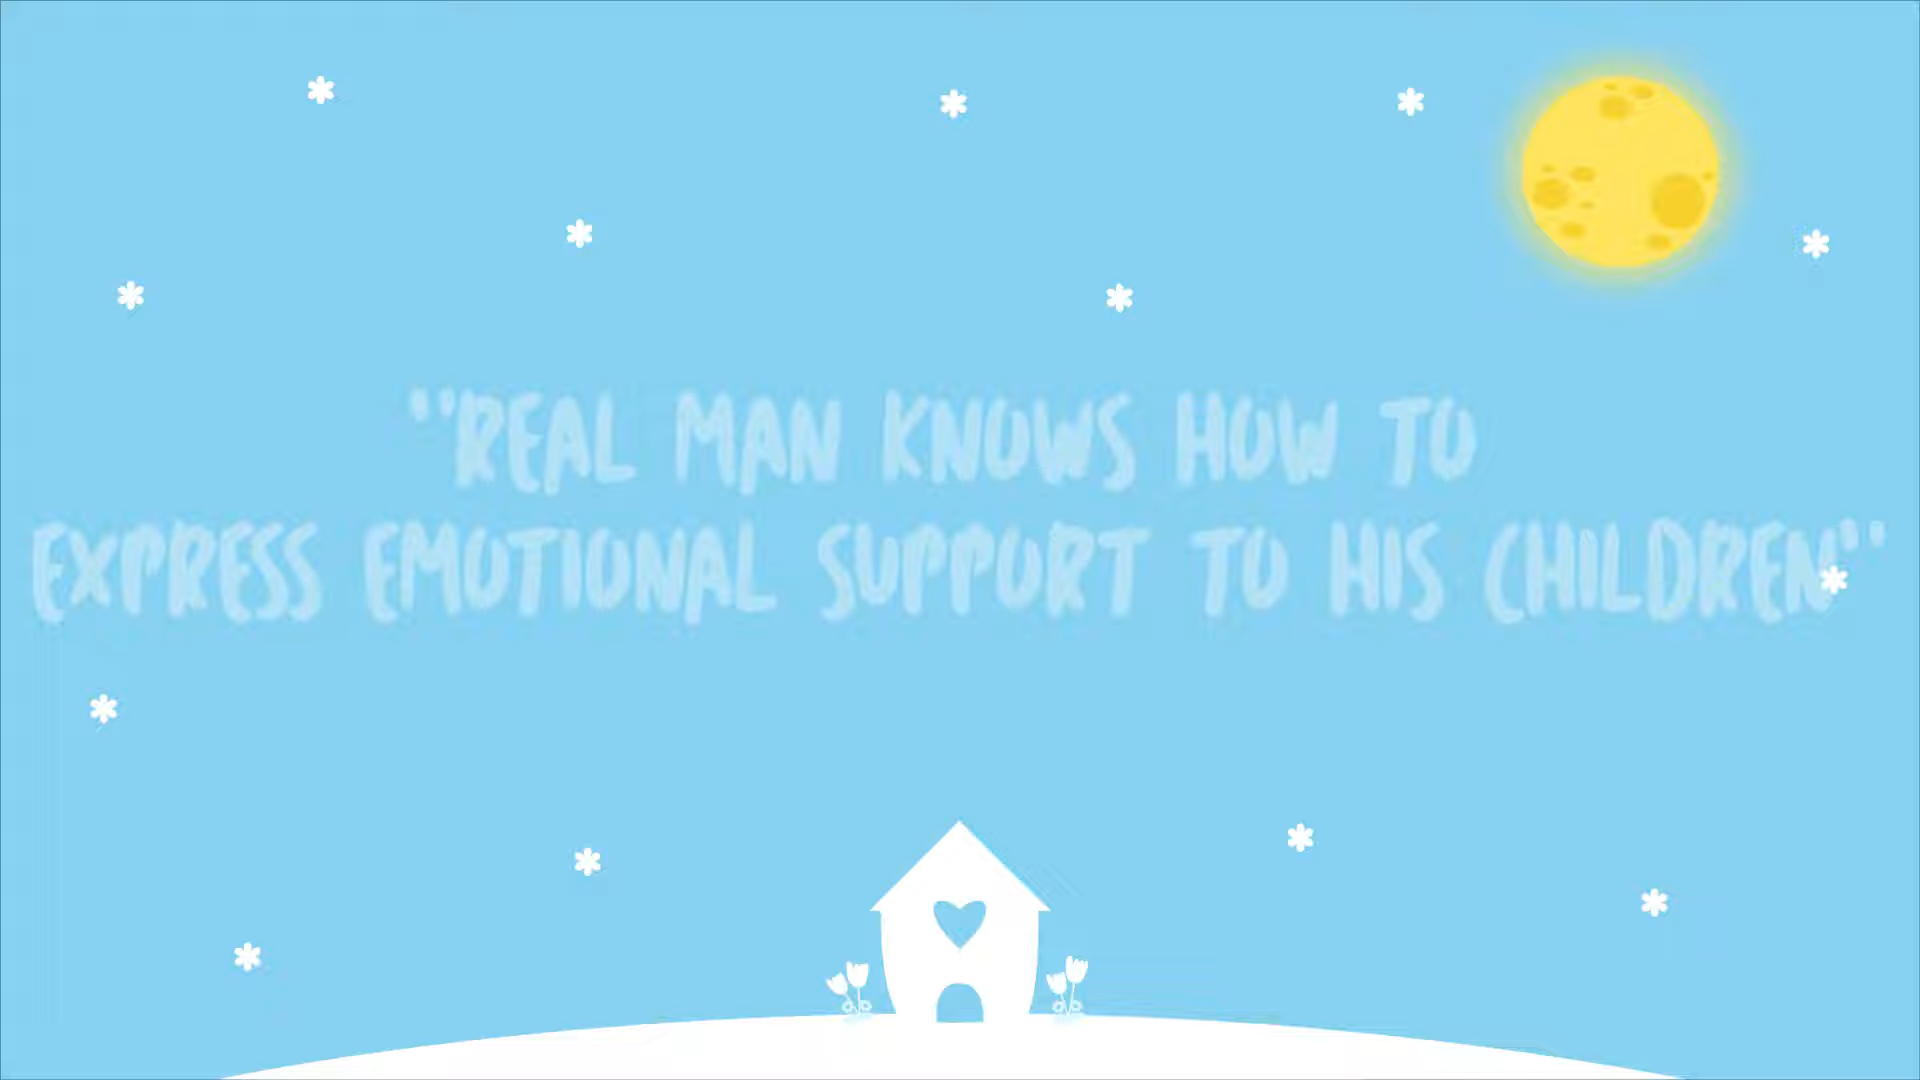 "REAL MAN KNOWS HOW TO
EXPRESS EMOTIONAL SUPPORT TO HIS CHILDREN"